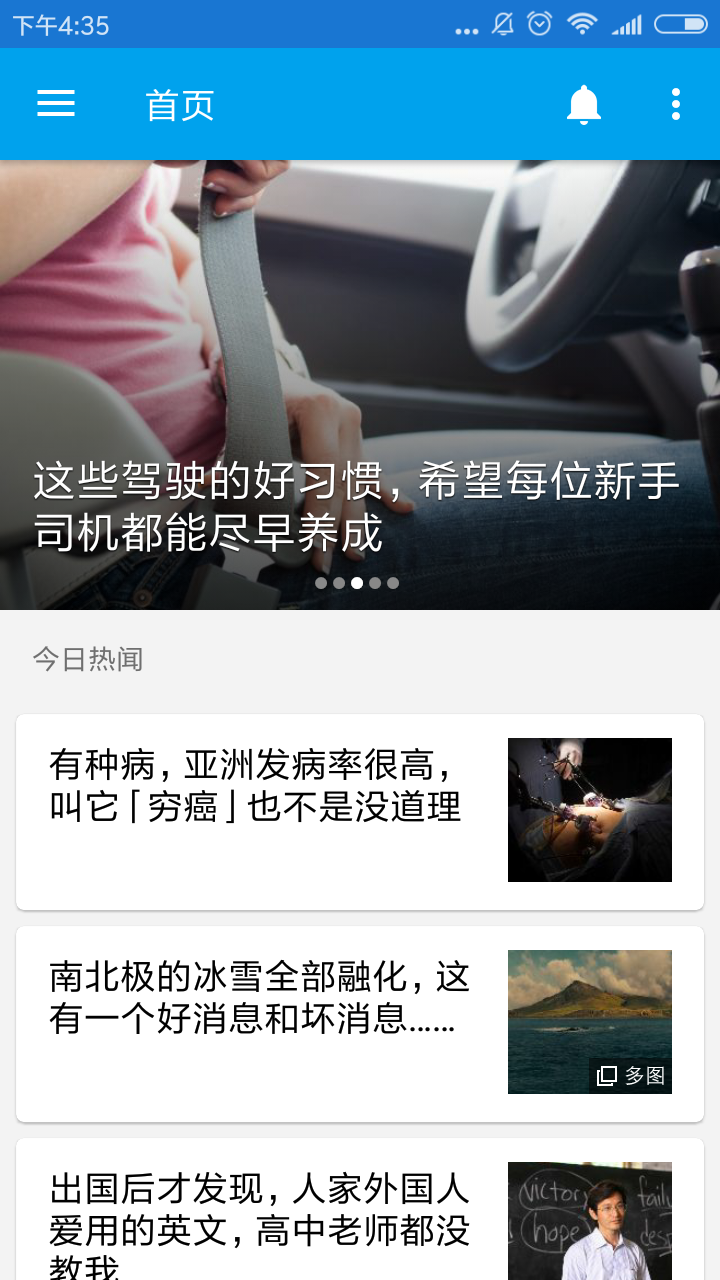 下午4:35
首页
这些驾驶的好习惯，希望每位新手
司机都能尽早养成
今日热闻
有种病，亚洲发病率很高，
叫它「穷癌」也不是没道理
南北极的冰雪全部融化，这
有一个好消息和坏消息……
多图
出国后才发现，人家外国人
爱用的英文，高中老师都没
教我
victory
hope